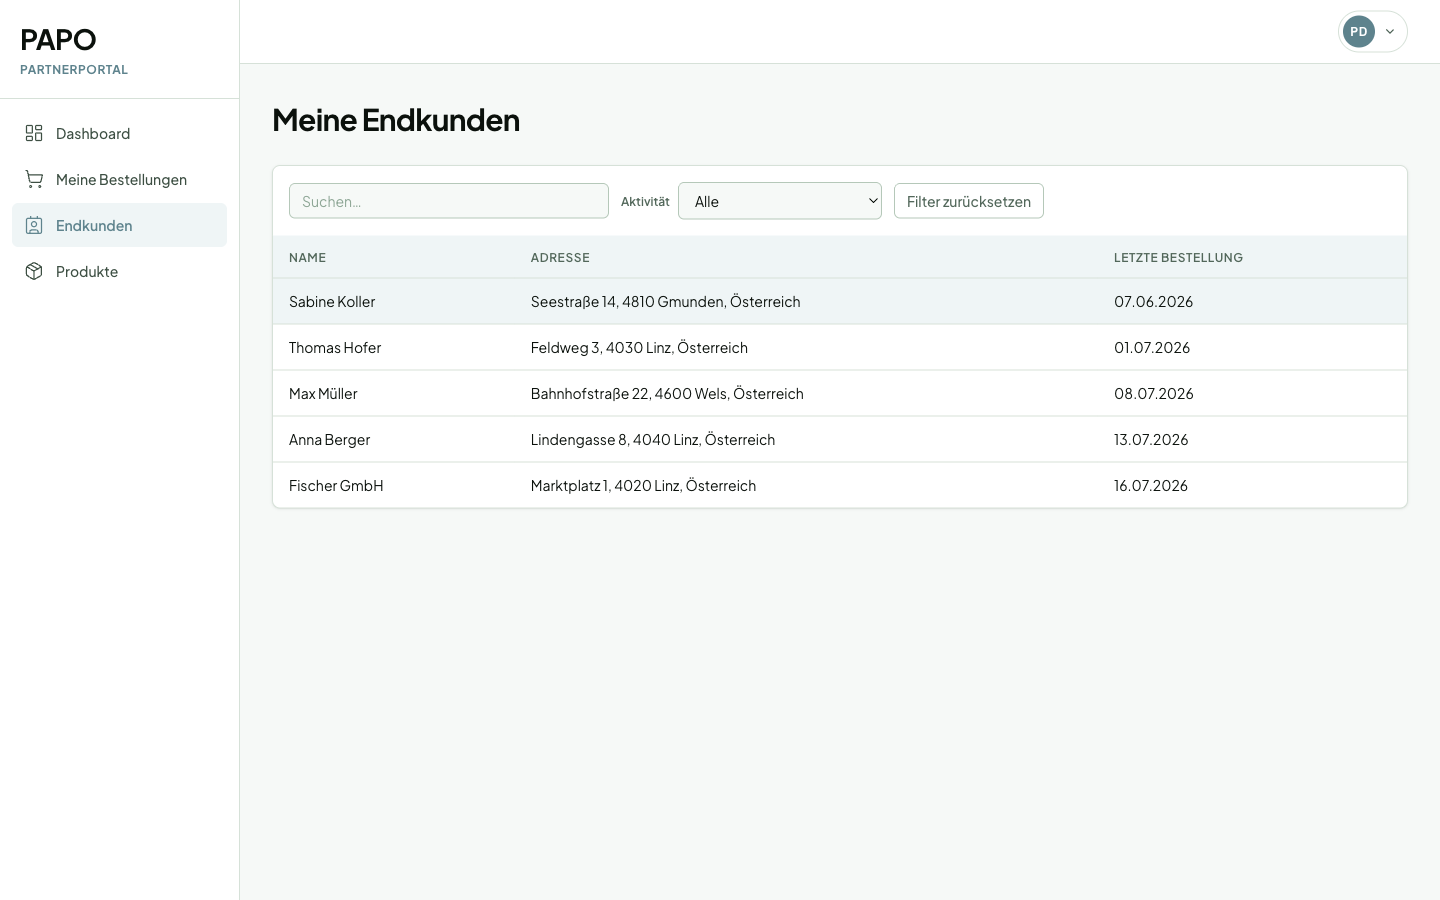 PAPO
PARTNERPORTAL
Dashboard
Meine Bestellungen
Endkunden
Produkte
PD
Meine Endkunden
Suchen... Aktivität Alle Filter zurücksetzen
NAME ADRESSE LETZTE BESTELLUNG
Sabine Koller Seestraße 14, 4810 Gmunden, Österreich 07.06.2026
Thomas Hofer Feldweg 3, 4030 Linz, Österreich 01.07.2026
Max Müller Bahnhofstraße 22, 4600 Wels, Österreich 08.07.2026
Anna Berger Lindengasse 8, 4040 Linz, Österreich 13.07.2026
Fischer GmbH Marktplatz 1, 4020 Linz, Österreich 16.07.2026